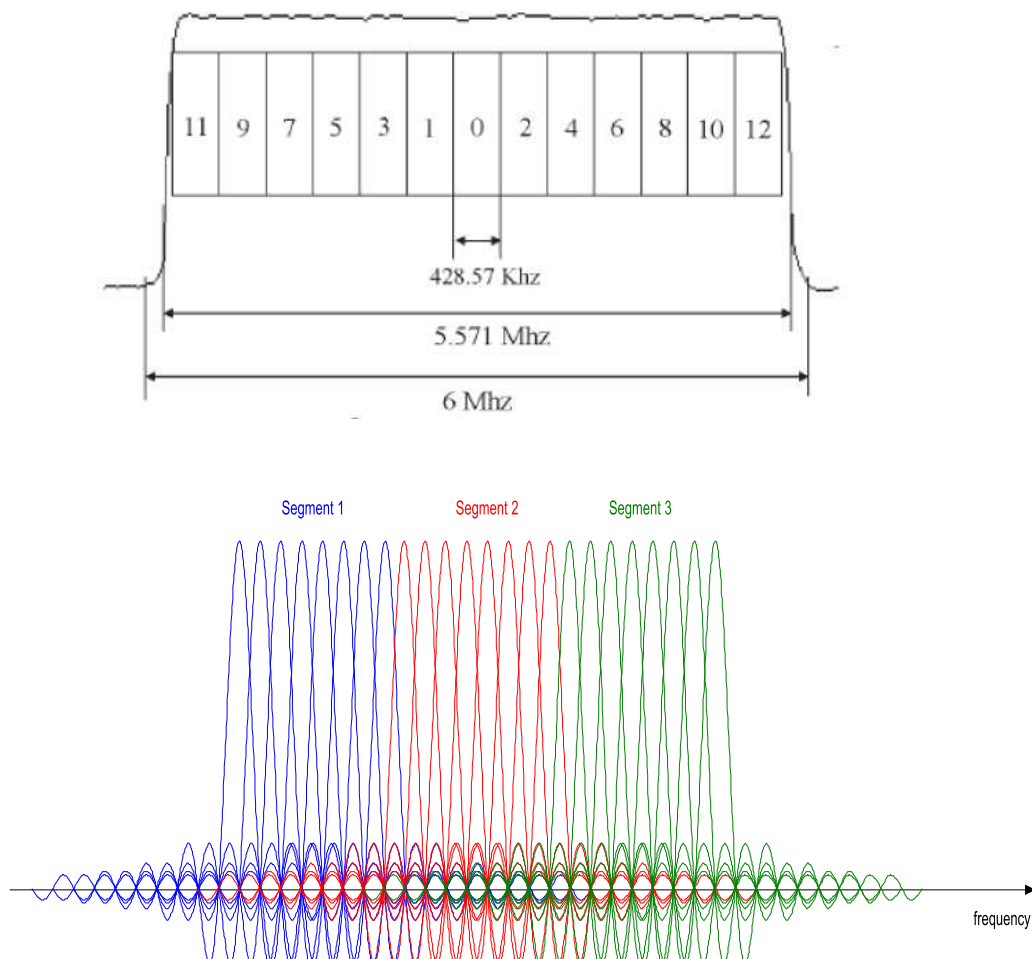 11 9 7 5 3 1 0 2 4 6 8 10 12
428.57 Khz
5.571 Mhz
6 Mhz
Segment 1 Segment 2 Segment 3
frequency